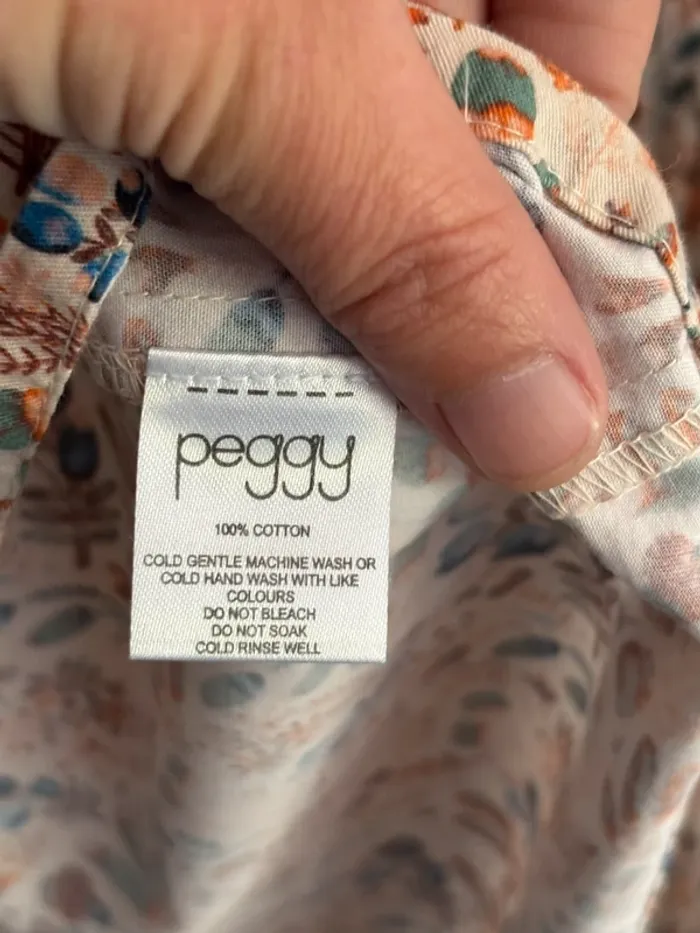 peggy
100% COTTON
COLD GENTLE MACHINE WASH OR
COLD HAND WASH WITH LIKE
COLOURS
DO NOT BLEACH
DO NOT SOAK
COLD RINSE WELL